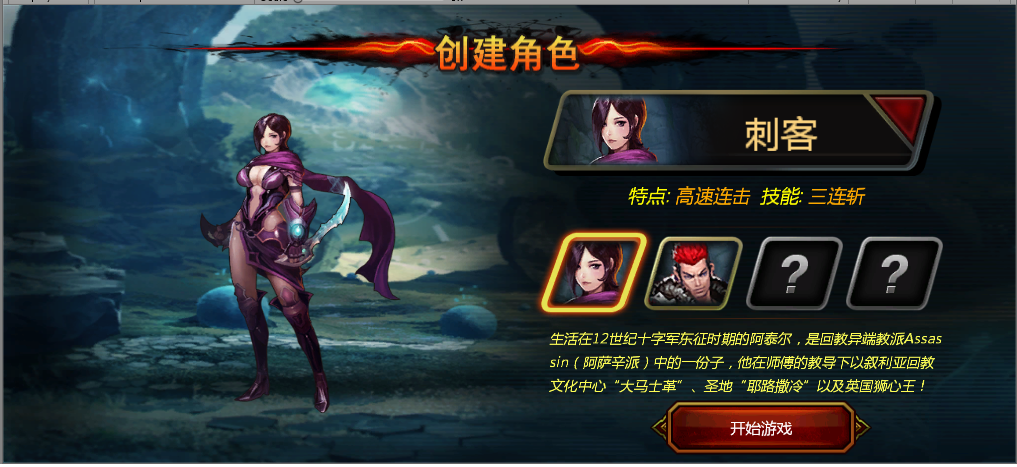 创建角色
刺客
特点: 高速连击 技能: 三连斩
? ?
生活在12世纪十字军东征时期的阿泰尔，是回教异端教派Assas
sin（阿萨辛派）中的一份子，他在师傅的教导下以叙利亚回教
文化中心“大马士革”、圣地“耶路撒冷”以及英国狮心王！
开始游戏